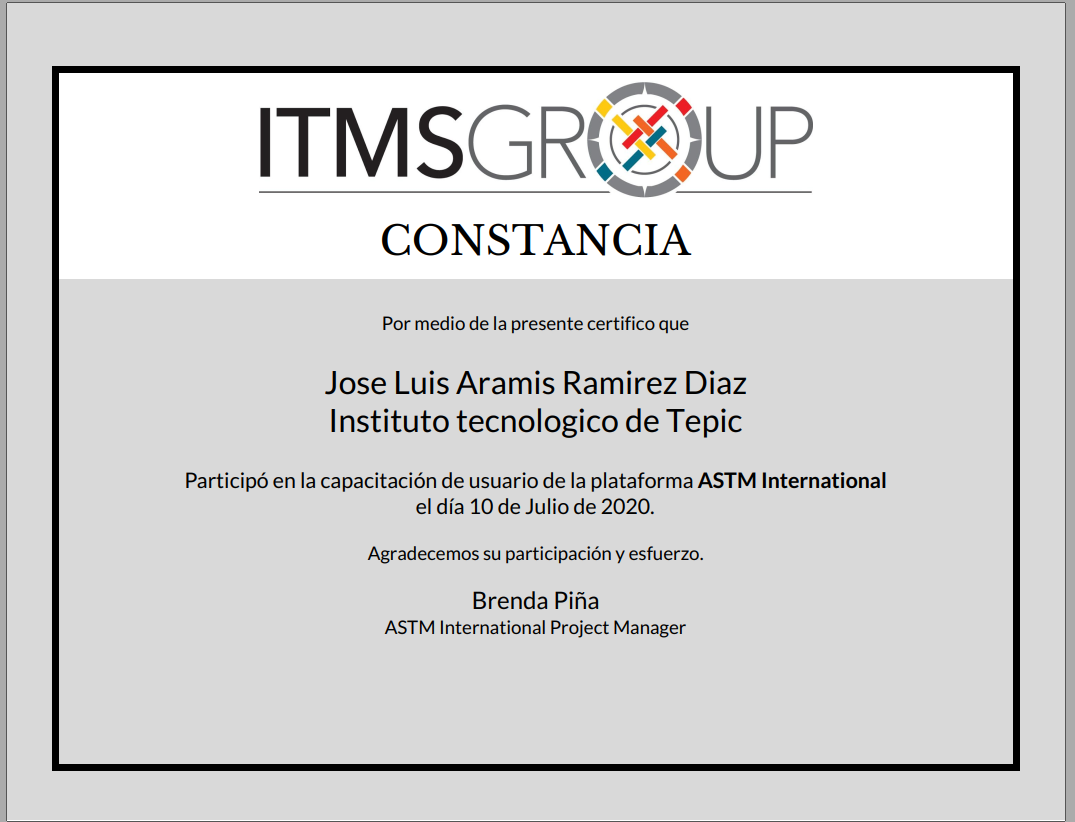 ITMSGROUP
CONSTANCIA
Por medio de la presente certifico que
Jose Luis Aramis Ramirez Diaz
Instituto tecnologico de Tepic
Participó en la capacitación de usuario de la plataforma ASTM International
el día 10 de Julio de 2020.
Agradecemos su participación y esfuerzo.
Brenda Piña
ASTM International Project Manager